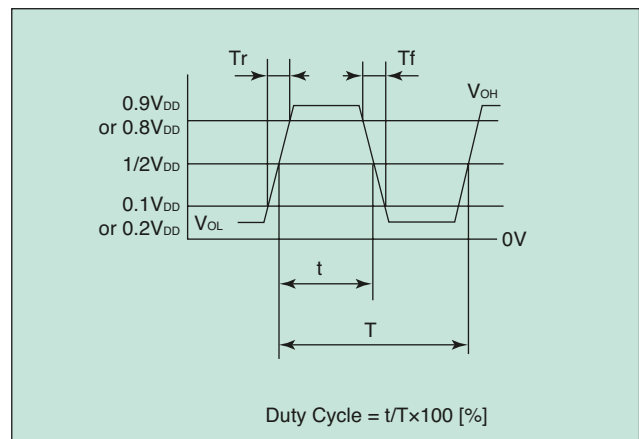 Tr
Tf
0.9VDD
or 0.8VDD
VOH
1/2VDD
0.1VDD
or 0.2VDD
VOL
0V
t
T
Duty Cycle = t/T×100 [%]